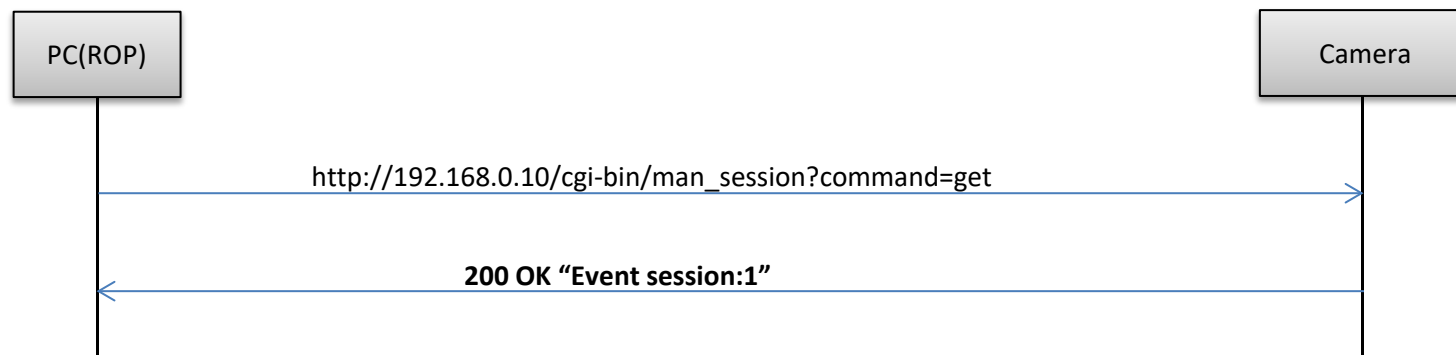 PC(ROP)
Camera
http://192.168.0.10/cgi-bin/man_session?command=get
200 OK “Event session:1”